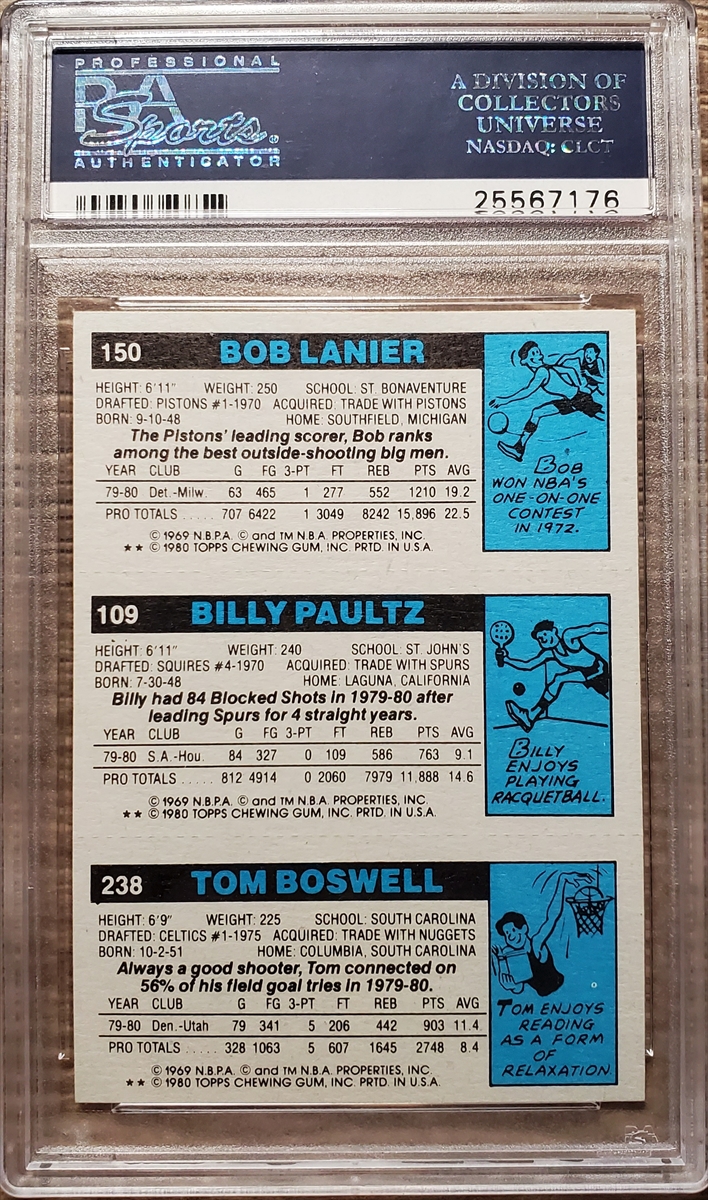 PROFESSIONAL
PSA
Sports
AUTHENTICATOR
A DIVISION OF
COLLECTORS
UNIVERSE
NASDAQ: CLCT
25567176
150 BOB LANIER
HEIGHT: 6'11" WEIGHT: 250 SCHOOL: ST. BONAVENTURE
DRAFTED: PISTONS #1-1970 ACQUIRED: TRADE WITH PISTONS
BORN: 9-10-48 HOME: SOUTHFIELD, MICHIGAN
The Pistons' leading scorer, Bob ranks
among the best outside-shooting big men.
YEAR CLUB G FG 3-PT FT REB PTS AVG
79-80 Det.-Milw. 63 465 1 277 552 1210 19.2
PRO TOTALS ..... 707 6422 1 3049 8242 15,896 22.5
© 1969 N.B.P.A. © and TM N.B.A. PROPERTIES, INC.
★★ © 1980 TOPPS CHEWING GUM, INC. PRTD. IN U.S.A.
BOB
WON NBA'S
ONE-ON-ONE
CONTEST
IN 1972.
109 BILLY PAULTZ
HEIGHT: 6'11" WEIGHT: 240 SCHOOL: ST. JOHN'S
DRAFTED: SQUIRES #4-1970 ACQUIRED: TRADE WITH SPURS
BORN: 7-30-48 HOME: LAGUNA, CALIFORNIA
Billy had 84 Blocked Shots in 1979-80 after
leading Spurs for 4 straight years.
YEAR CLUB G FG 3-PT FT REB PTS AVG
79-80 S.A.-Hou. 84 327 0 109 586 763 9.1
PRO TOTALS ..... 812 4914 0 2060 7979 11,888 14.6
© 1969 N.B.P.A. © and TM N.B.A. PROPERTIES, INC.
★★ © 1980 TOPPS CHEWING GUM, INC. PRTD. IN U.S.A.
BILLY
ENJOYS
PLAYING
RACQUETBALL.
238 TOM BOSWELL
HEIGHT: 6'9" WEIGHT: 225 SCHOOL: SOUTH CAROLINA
DRAFTED: CELTICS #1-1975 ACQUIRED: TRADE WITH NUGGETS
BORN: 10-2-51 HOME: COLUMBIA, SOUTH CAROLINA
Always a good shooter, Tom connected on
56% of his field goal tries in 1979-80.
YEAR CLUB G FG 3-PT FT REB PTS AVG
79-80 Den.-Utah 79 341 5 206 442 903 11.4
PRO TOTALS ..... 328 1063 5 607 1645 2748 8.4
© 1969 N.B.P.A. © and TM N.B.A. PROPERTIES, INC.
★★ © 1980 TOPPS CHEWING GUM, INC. PRTD. IN U.S.A.
TOM ENJOYS
READING
AS A FORM
OF
RELAXATION.